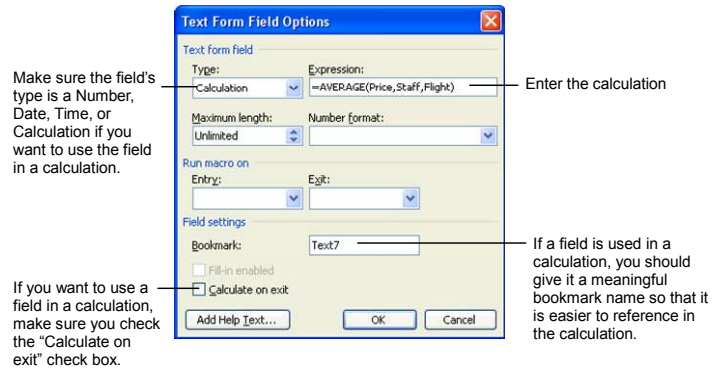 Text Form Field Options
Text form field
Type:
Expression:
Calculation
=AVERAGE(Price,Staff,Flight)
Maximum length:
Number format:
Unlimited
Run macro on
Entry:
Exit:
Field settings
Bookmark:
Text7
Fill-in enabled
Calculate on exit
Add Help Text...
OK
Cancel
Make sure the field's
type is a Number,
Date, Time, or
Calculation if you
want to use the field
in a calculation.
Enter the calculation
If you want to use a
field in a calculation,
make sure you check
the “Calculate on
exit” check box.
If a field is used in a
calculation, you should
give it a meaningful
bookmark name so that it
is easier to reference in
the calculation.